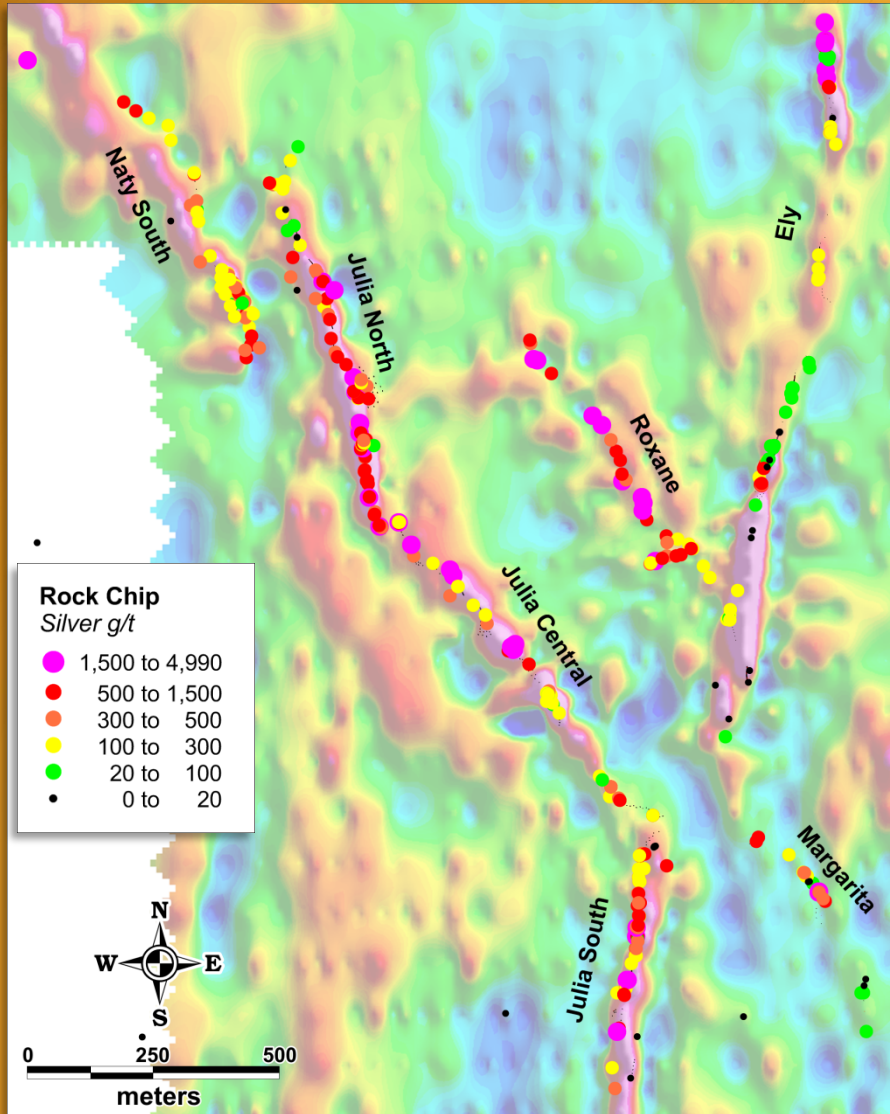 Naty South
Julia North
Ely
Roxane
Julia Central
Margarita
Julia South
Rock Chip
Silver g/t
1,500 to 4,990
500 to 1,500
300 to 500
100 to 300
20 to 100
0 to 20
N
W E
S
0 250 500
meters